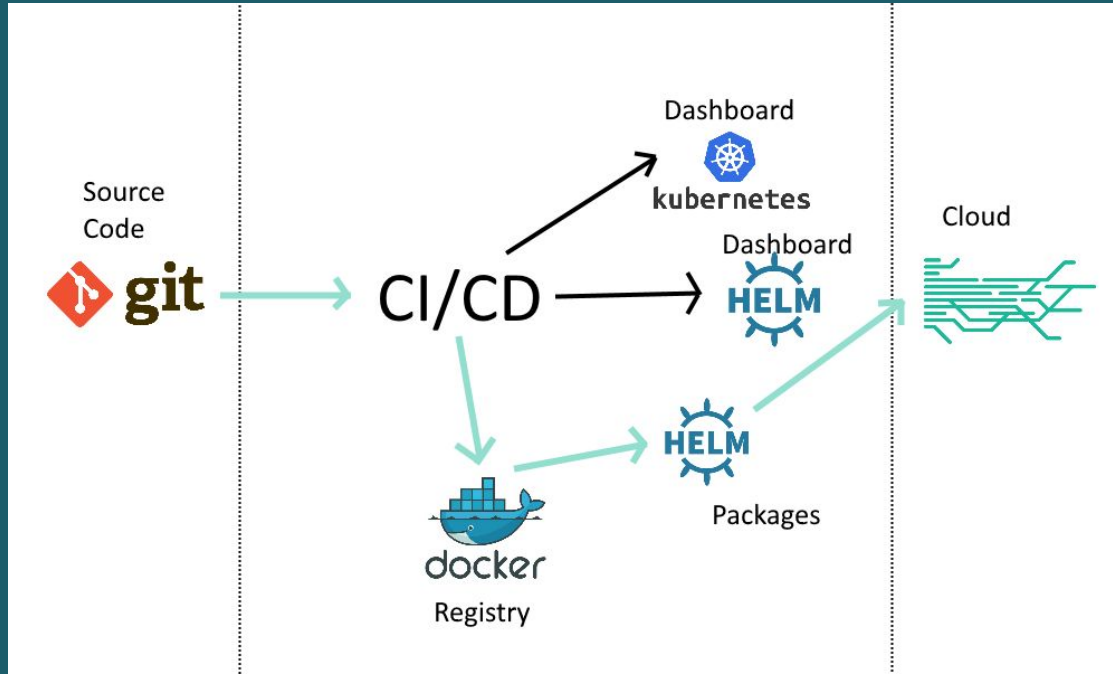 Source
Code
git
CI/CD
Dashboard
kubernetes
Dashboard
HELM
HELM
Packages
docker
Registry
Cloud